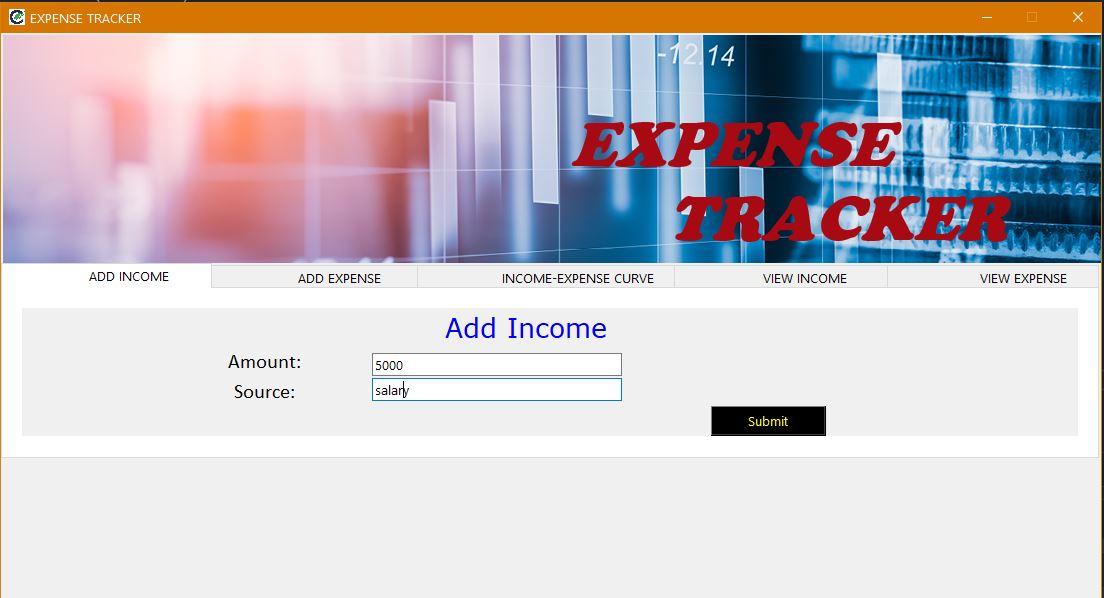 EXPENSE TRACKER
-12.14
EXPENSE
TRACKER
ADD INCOME ADD EXPENSE INCOME-EXPENSE CURVE VIEW INCOME VIEW EXPENSE
Add Income
Amount: 5000
Source: salary
Submit